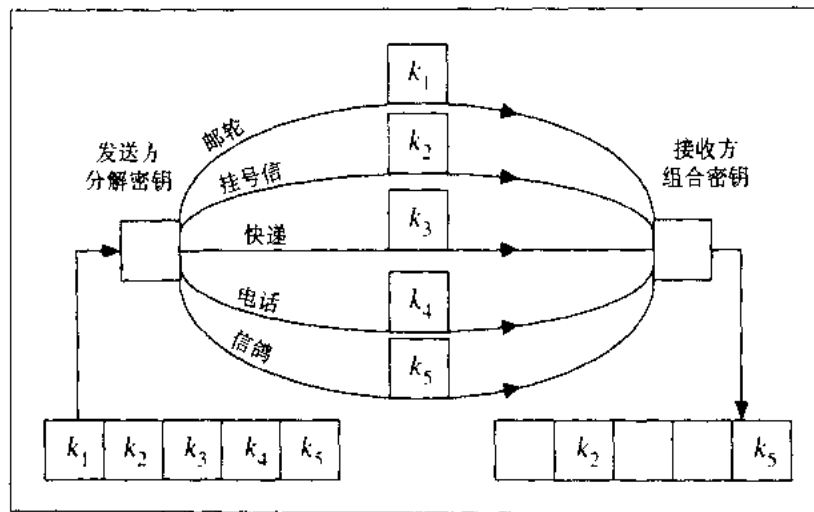 k₁
邮轮
k₂
发送方
分解密钥
接收方
组合密钥
挂号信
k₃
快递
电话
k₄
信鸽
k₅
k₁ k₂ k₃ k₄ k₅
k₂ k₅